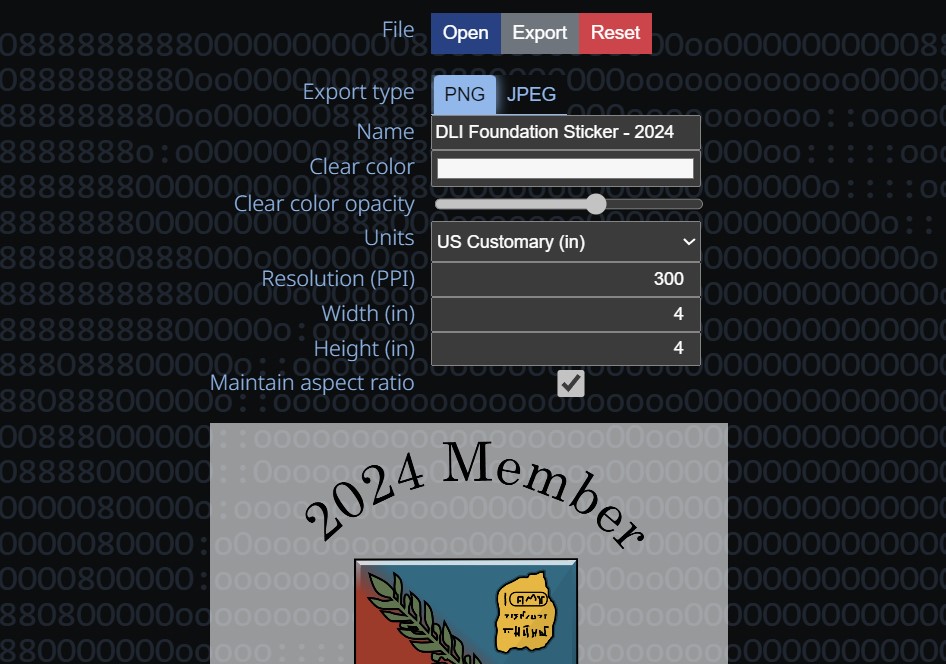 File Open Export Reset
Export type PNG JPEG
Name DLI Foundation Sticker - 2024
Clear color
Clear color opacity
Units US Customary (in)
Resolution (PPI) 300
Width (in) 4
Height (in) 4
Maintain aspect ratio
2024 Member